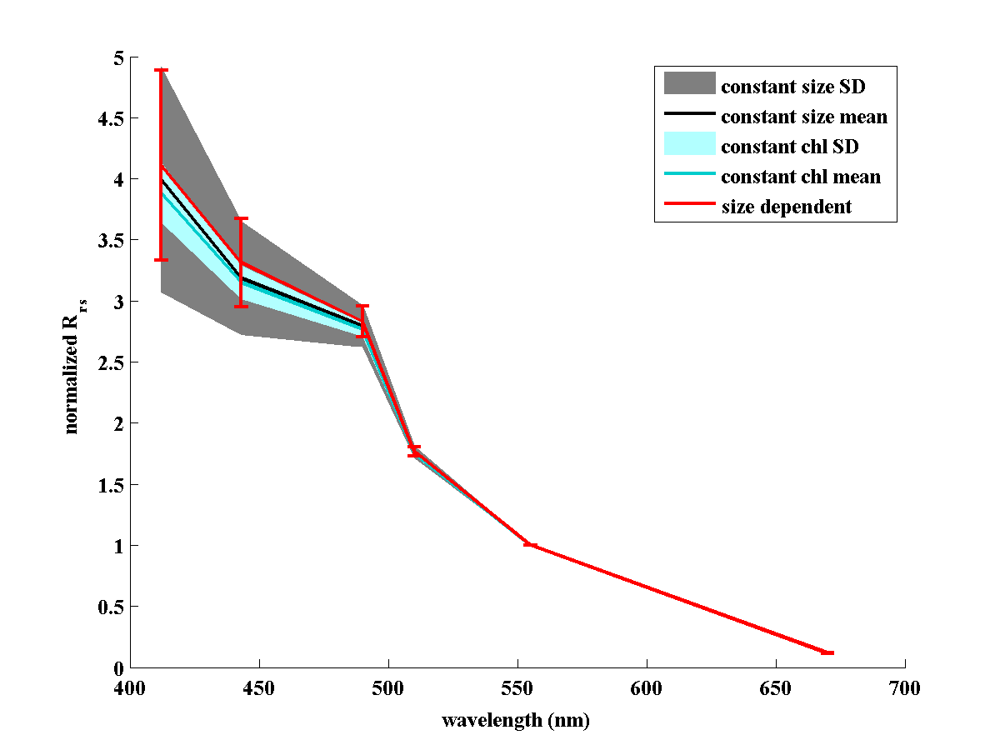 5
4.5
4
3.5
3
2.5
2
1.5
1
0.5
0
normalized Rrs
400 450 500 550 600 650 700
wavelength (nm)
constant size SD
constant size mean
constant chl SD
constant chl mean
size dependent